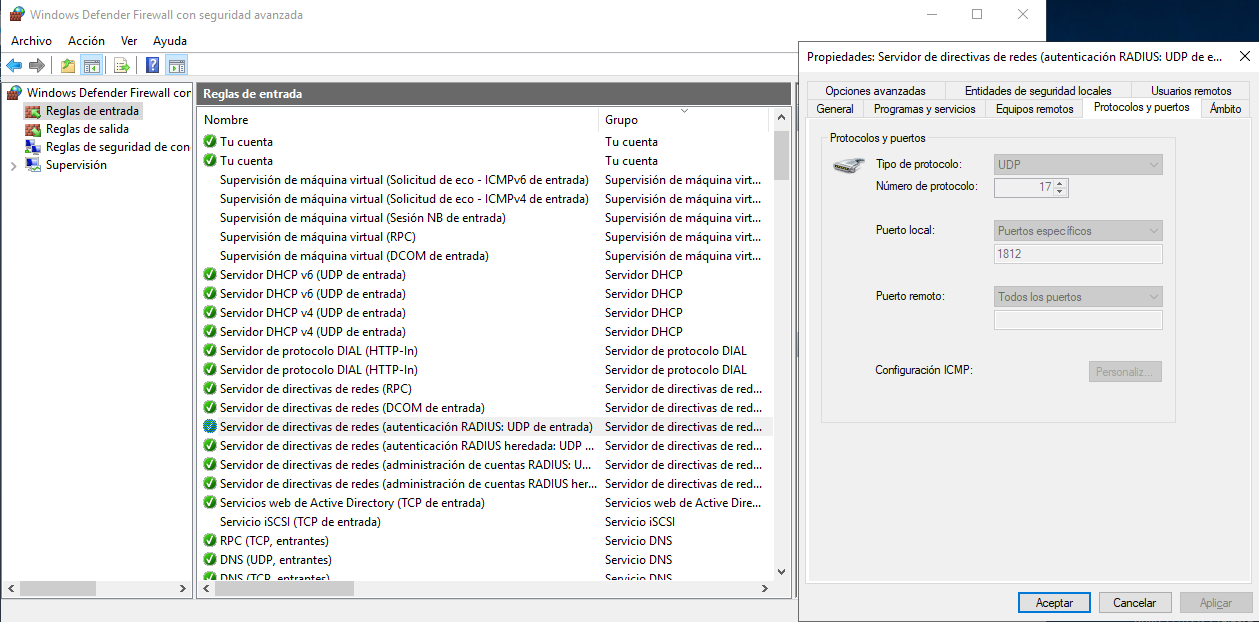 Windows Defender Firewall con seguridad avanzada
Archivo Acción Ver Ayuda
Windows Defender Firewall cor
Reglas de entrada
Reglas de salida
Reglas de seguridad de con
Supervisión
Reglas de entrada
Nombre Grupo
Tu cuenta Tu cuenta
Tu cuenta Tu cuenta
Supervisión de máquina virtual (Solicitud de eco - ICMPv6 de entrada) Supervisión de máquina virt...
Supervisión de máquina virtual (Solicitud de eco - ICMPv4 de entrada) Supervisión de máquina virt...
Supervisión de máquina virtual (Sesión NB de entrada) Supervisión de máquina virt...
Supervisión de máquina virtual (RPC) Supervisión de máquina virt...
Supervisión de máquina virtual (DCOM de entrada) Supervisión de máquina virt...
Servidor DHCP v6 (UDP de entrada) Servidor DHCP
Servidor DHCP v6 (UDP de entrada) Servidor DHCP
Servidor DHCP v4 (UDP de entrada) Servidor DHCP
Servidor DHCP v4 (UDP de entrada) Servidor DHCP
Servidor de protocolo DIAL (HTTP-In) Servidor de protocolo DIAL
Servidor de protocolo DIAL (HTTP-In) Servidor de protocolo DIAL
Servidor de directivas de redes (RPC) Servidor de directivas de red...
Servidor de directivas de redes (DCOM de entrada) Servidor de directivas de red...
Servidor de directivas de redes (autenticación RADIUS: UDP de entrada) Servidor de directivas de red...
Servidor de directivas de redes (autenticación RADIUS heredada: UDP ... Servidor de directivas de red...
Servidor de directivas de redes (administración de cuentas RADIUS: U... Servidor de directivas de red...
Servidor de directivas de redes (administración de cuentas RADIUS her... Servidor de directivas de red...
Servicios web de Active Directory (TCP de entrada) Servicios web de Active Dire...
Servicio iSCSI (TCP de entrada) Servicio iSCSI
RPC (TCP, entrantes) Servicio DNS
DNS (UDP, entrantes) Servicio DNS
DNS (TCP, entrantes) Servicio DNS
Propiedades: Servidor de directivas de redes (autenticación RADIUS: UDP de e...
Opciones avanzadas Entidades de seguridad locales Usuarios remotos
General Programas y servicios Equipos remotos Protocolos y puertos Ámbito
Protocolos y puertos
Tipo de protocolo: UDP
Número de protocolo: 17
Puerto local: Puertos específicos
1812
Puerto remoto: Todos los puertos
Configuración ICMP: Personaliz...
Aceptar Cancelar Aplicar